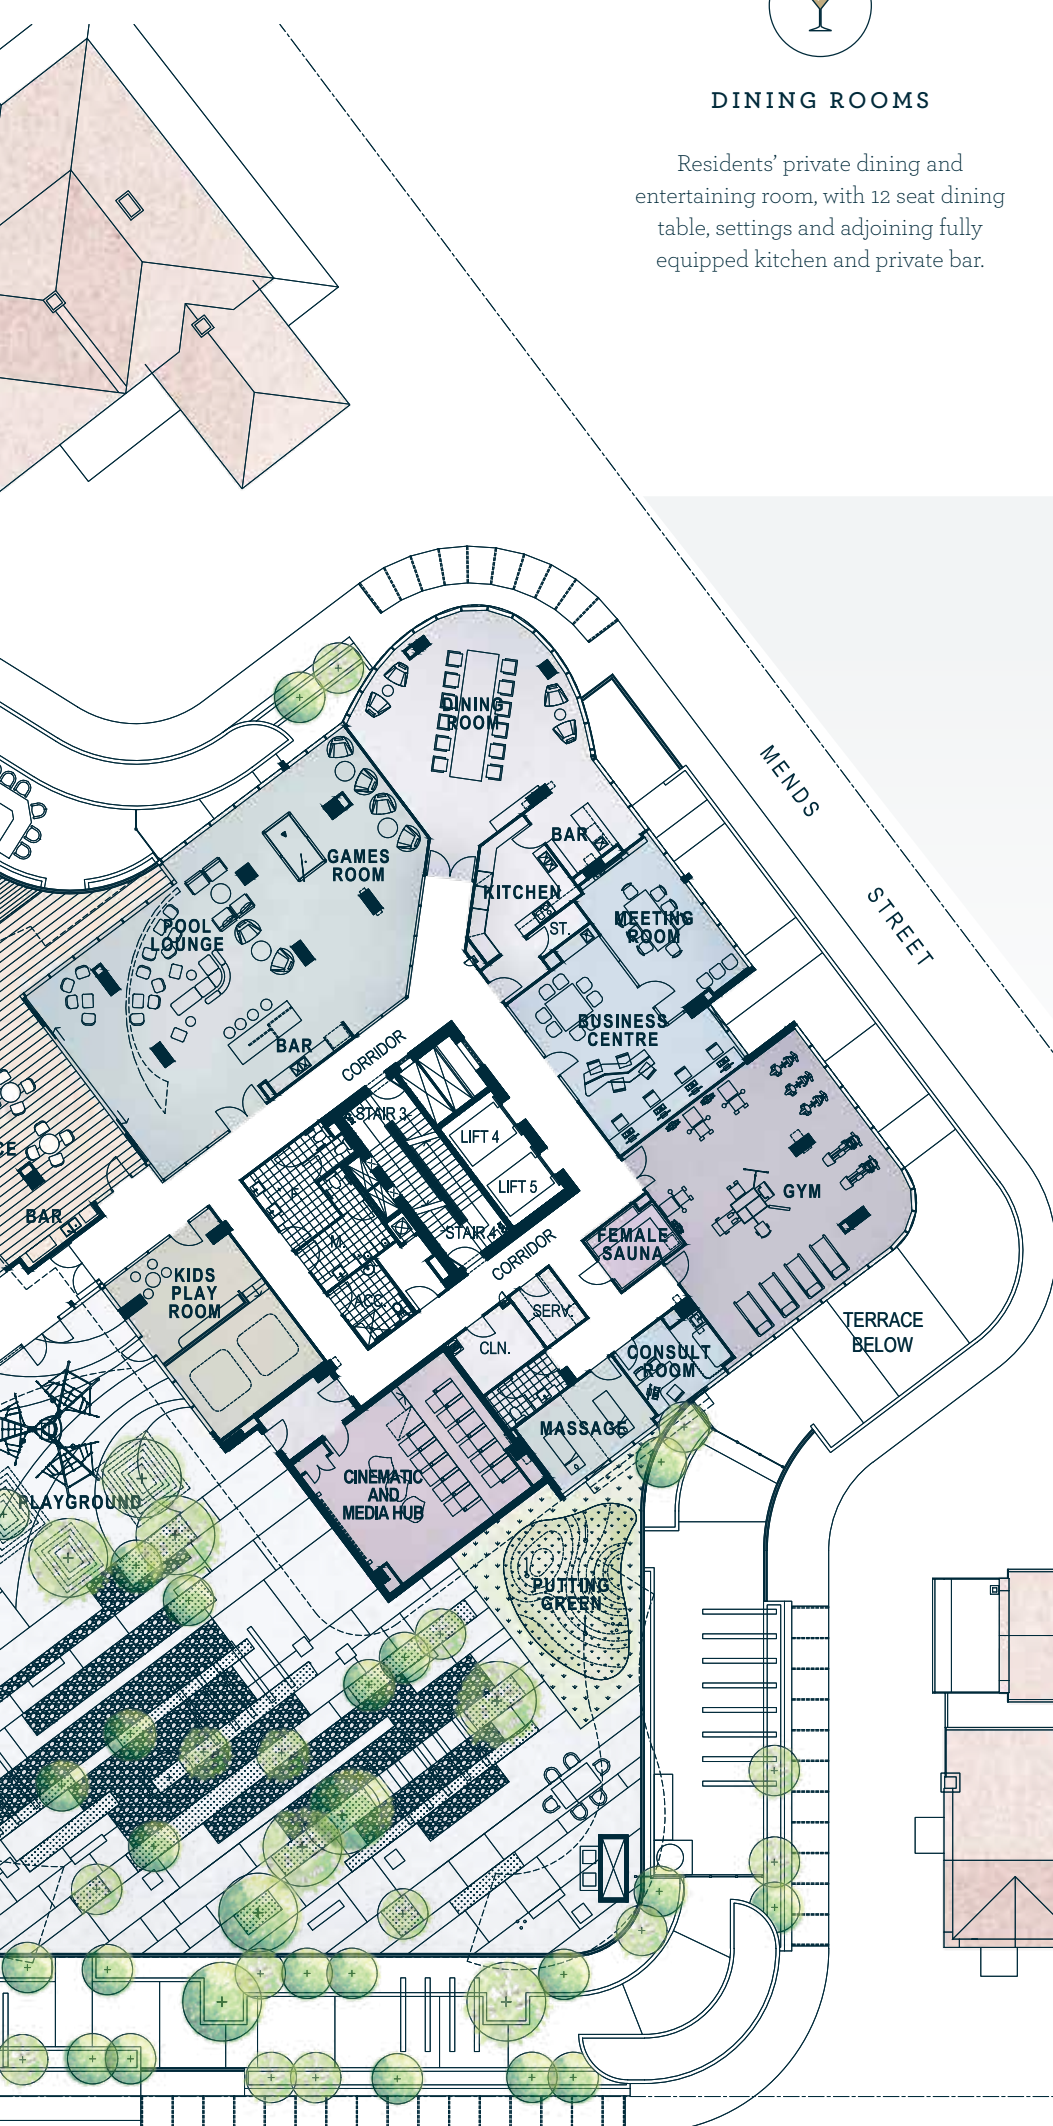 DINING ROOMS
Residents' private dining and
entertaining room, with 12 seat dining
table, settings and adjoining fully
equipped kitchen and private bar.
DINING
ROOM
MENDS
STREET
BAR
GAMES
ROOM
KITCHEN
MEETING
ROOM
ST.
POOL
LOUNGE
BUSINESS
CENTRE
BAR
CORRIDOR
STAIR 3
LIFT 4
LIFT 5
GYM
BAR
STAIR 4
CORRIDOR
FEMALE
SAUNA
KIDS
PLAY
ROOM
ACC.
SERV.
CLN.
TERRACE
BELOW
CONSULT
ROOM
MASSAGE
CINEMATIC
AND
MEDIA HUB
PLAYGROUND
PUTTING
GREEN